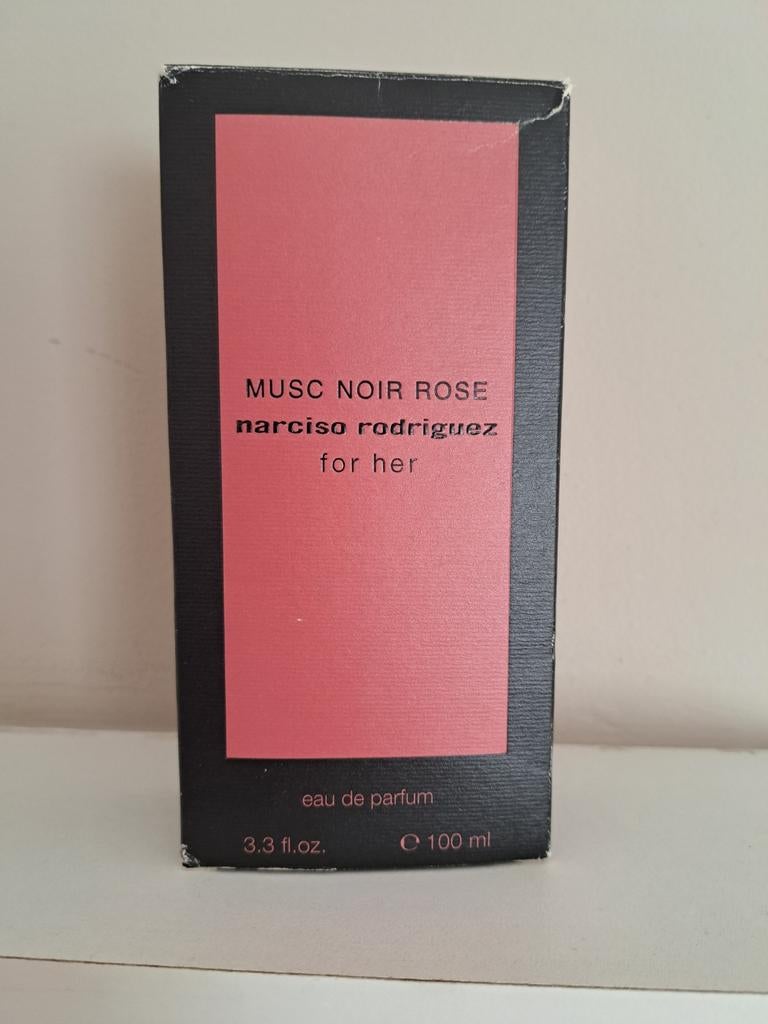 MUSC NOIR ROSE
narciso rodriguez
for her
eau de parfum
3.3 fl.oz. ℮ 100 ml